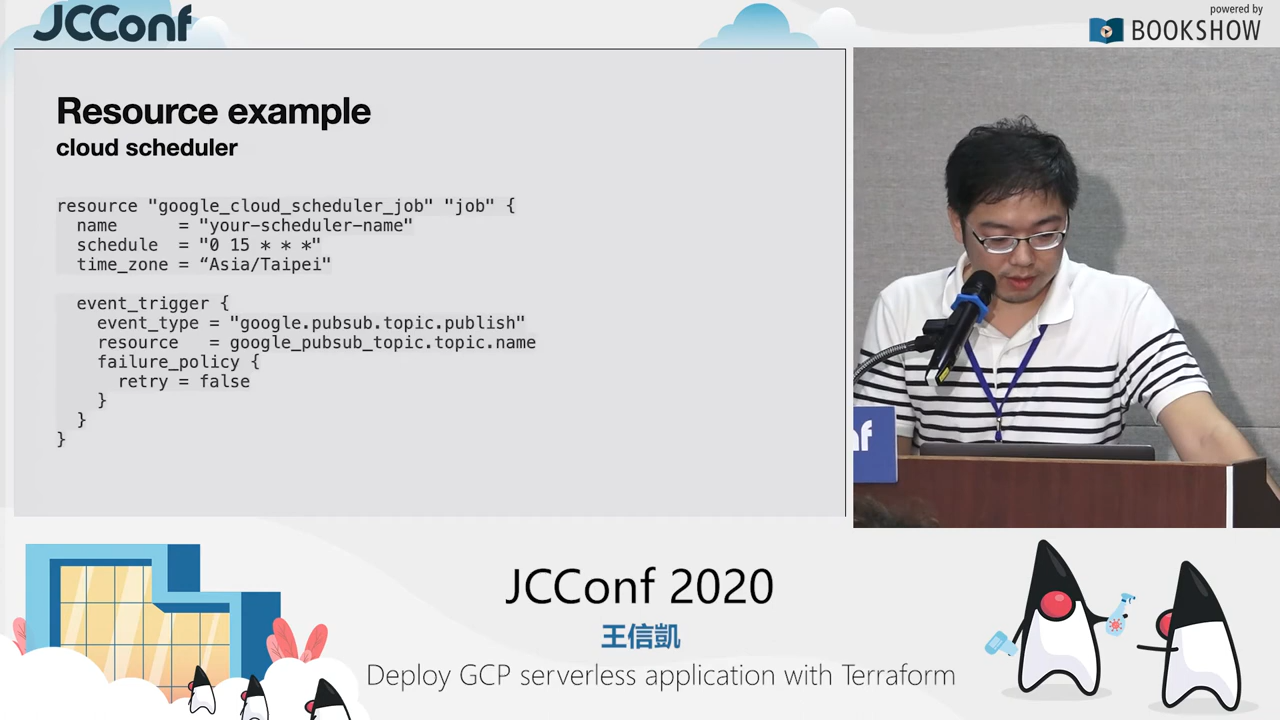 JCConf
powered by
BOOKSHOW
Resource example
cloud scheduler
resource "google_cloud_scheduler_job" "job" {
name = "your-scheduler-name"
schedule = "0 15 * * *"
time_zone = “Asia/Taipei"
event_trigger {
event_type = "google.pubsub.topic.publish"
resource = google_pubsub_topic.topic.name
failure_policy {
retry = false
}
}
}
nf
JCConf 2020
王信凱
Deploy GCP serverless application with Terraform